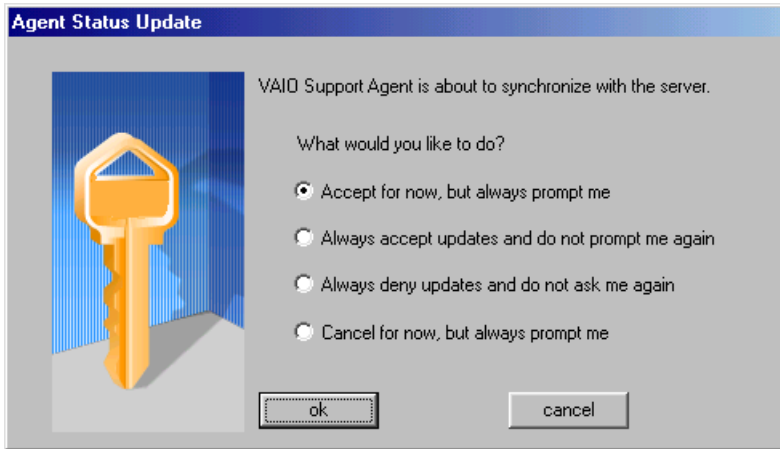 Agent Status Update
VAIO Support Agent is about to synchronize with the server.
What would you like to do?
Accept for now, but always prompt me
Always accept updates and do not prompt me again
Always deny updates and do not ask me again
Cancel for now, but always prompt me
ok cancel